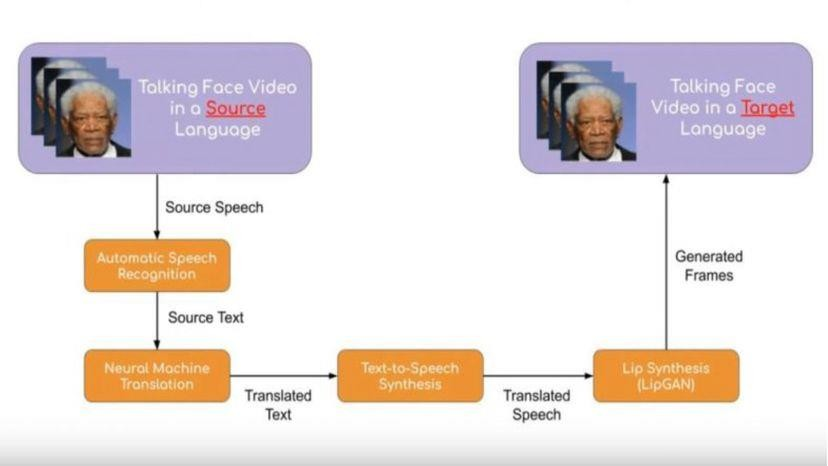 Talking Face Video
in a Source
Language
Talking Face
Video in a Target
Language
Source Speech
Automatic Speech
Recognition
Source Text
Neural Machine
Translation
Translated
Text
Text-to-Speech
Synthesis
Translated
Speech
Lip Synthesis
(LipGAN)
Generated
Frames